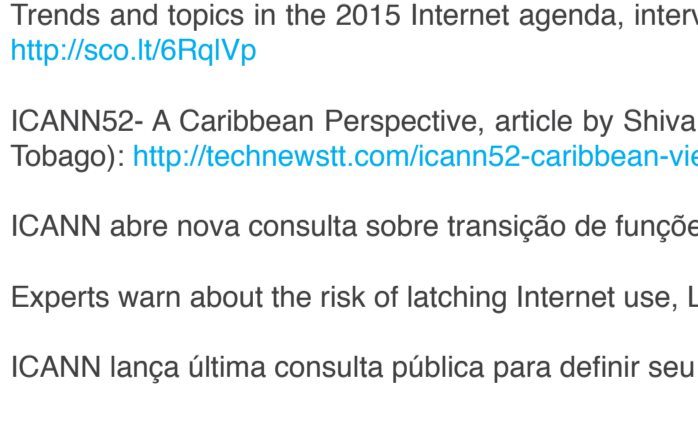 Trends and topics in the 2015 Internet agenda, interv
http://sco.lt/6RqlVp
ICANN52- A Caribbean Perspective, article by Shiva
Tobago): http://technewstt.com/icann52-caribbean-vie
ICANN abre nova consulta sobre transição de funçõe
Experts warn about the risk of latching Internet use, L
ICANN lança última consulta pública para definir seu